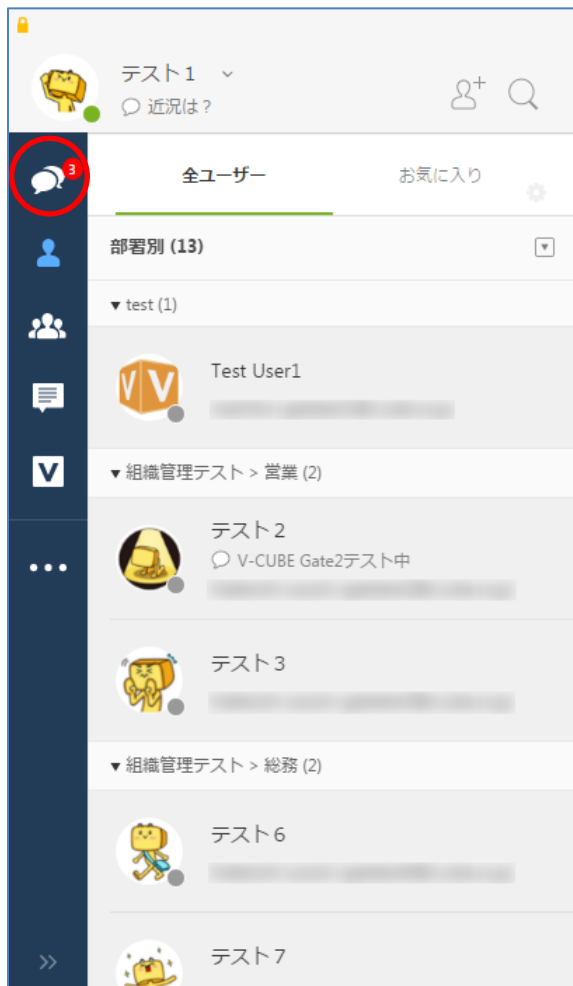 テスト1
近況は?
3
全ユーザー
お気に入り
部署別 (13)
test (1)
Test User1
V
組織管理テスト > 営業 (2)
テスト2
V-CUBE Gate2テスト中
テスト3
組織管理テスト > 総務 (2)
テスト6
テスト7